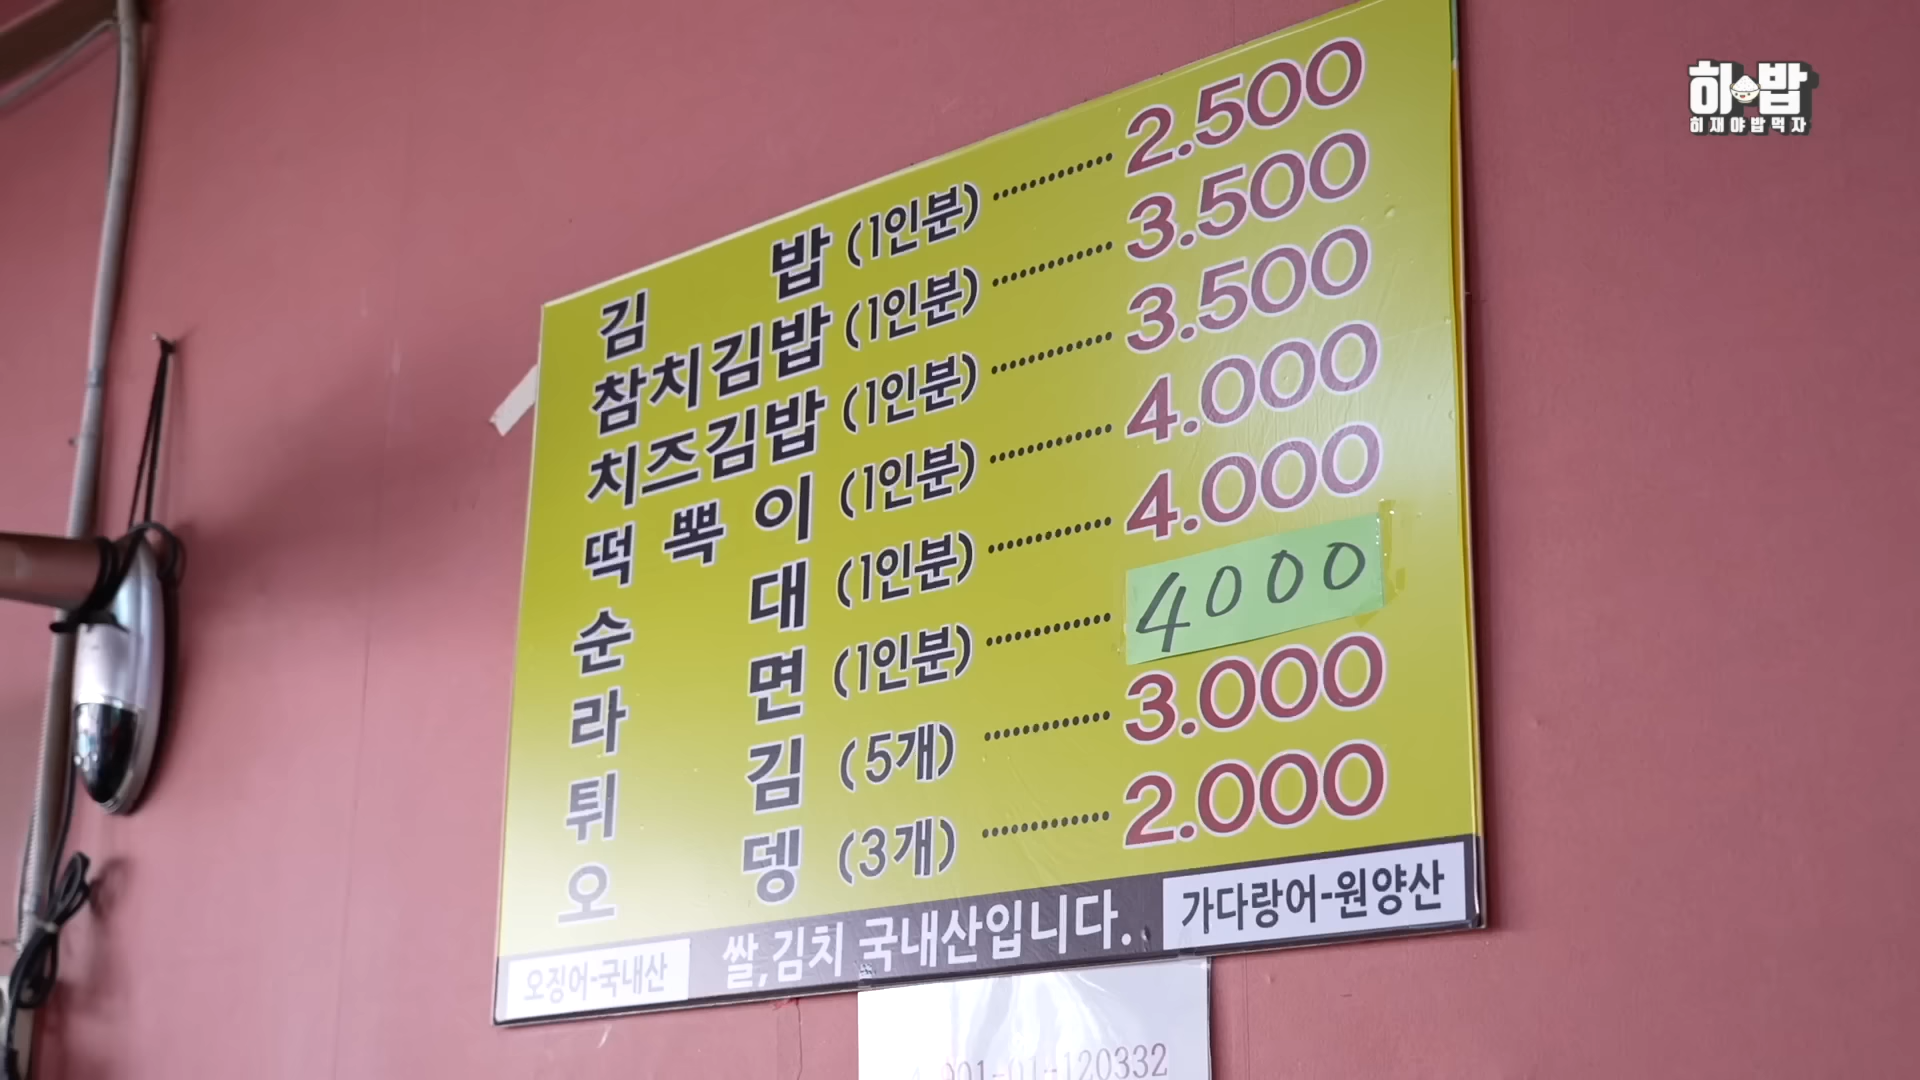 히밥
히재야밥먹자
김밥 (1인분) ············ 2.500
참치김밥 (1인분) ············ 3.500
치즈김밥 (1인분) ············ 3.500
떡뽁이 (1인분) ············ 4.000
순대 (1인분) ············ 4.000
라면 (1인분) ············ 4000
튀김 (5개) ············ 3.000
오뎅 (3개) ············ 2.000
오징어-국내산 쌀,김치 국내산입니다. 가다랑어-원양산
901-01-120332